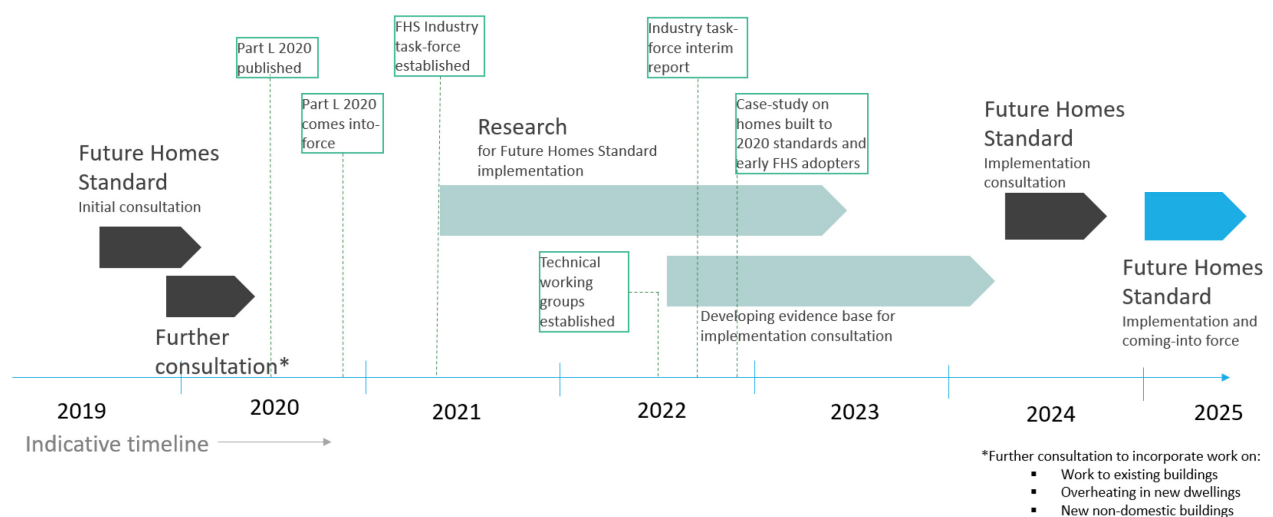 Part L 2020
published
FHS Industry
task-force
established
Industry task-
force interim
report
Part L 2020
comes into-
force
Case-study on
homes built to
2020 standards and
early FHS adopters
Future Homes
Standard
Initial consultation
Research
for Future Homes Standard
implementation
Future Homes
Standard
Implementation
consultation
Further
consultation*
Technical
working
groups
established
Developing evidence base for
implementation consultation
Future Homes
Standard
Implementation and
coming-into force
2019
2020
2021
2022
2023
2024
2025
Indicative timeline
*Further consultation to incorporate work on:
▪ Work to existing buildings
▪ Overheating in new dwellings
▪ New non-domestic buildings